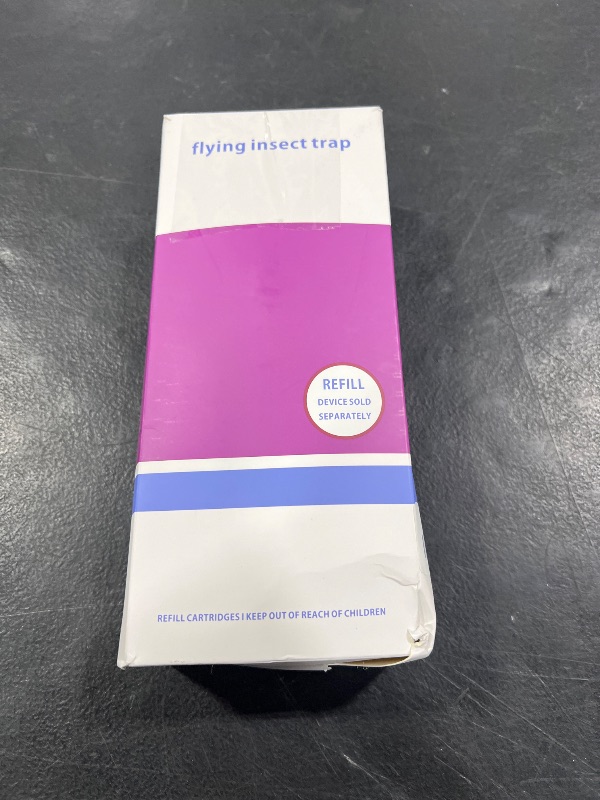 flying insect trap
REFILL
DEVICE SOLD
SEPARATELY
REFILL CARTRIDGES I KEEP OUT OF REACH OF CHILDREN